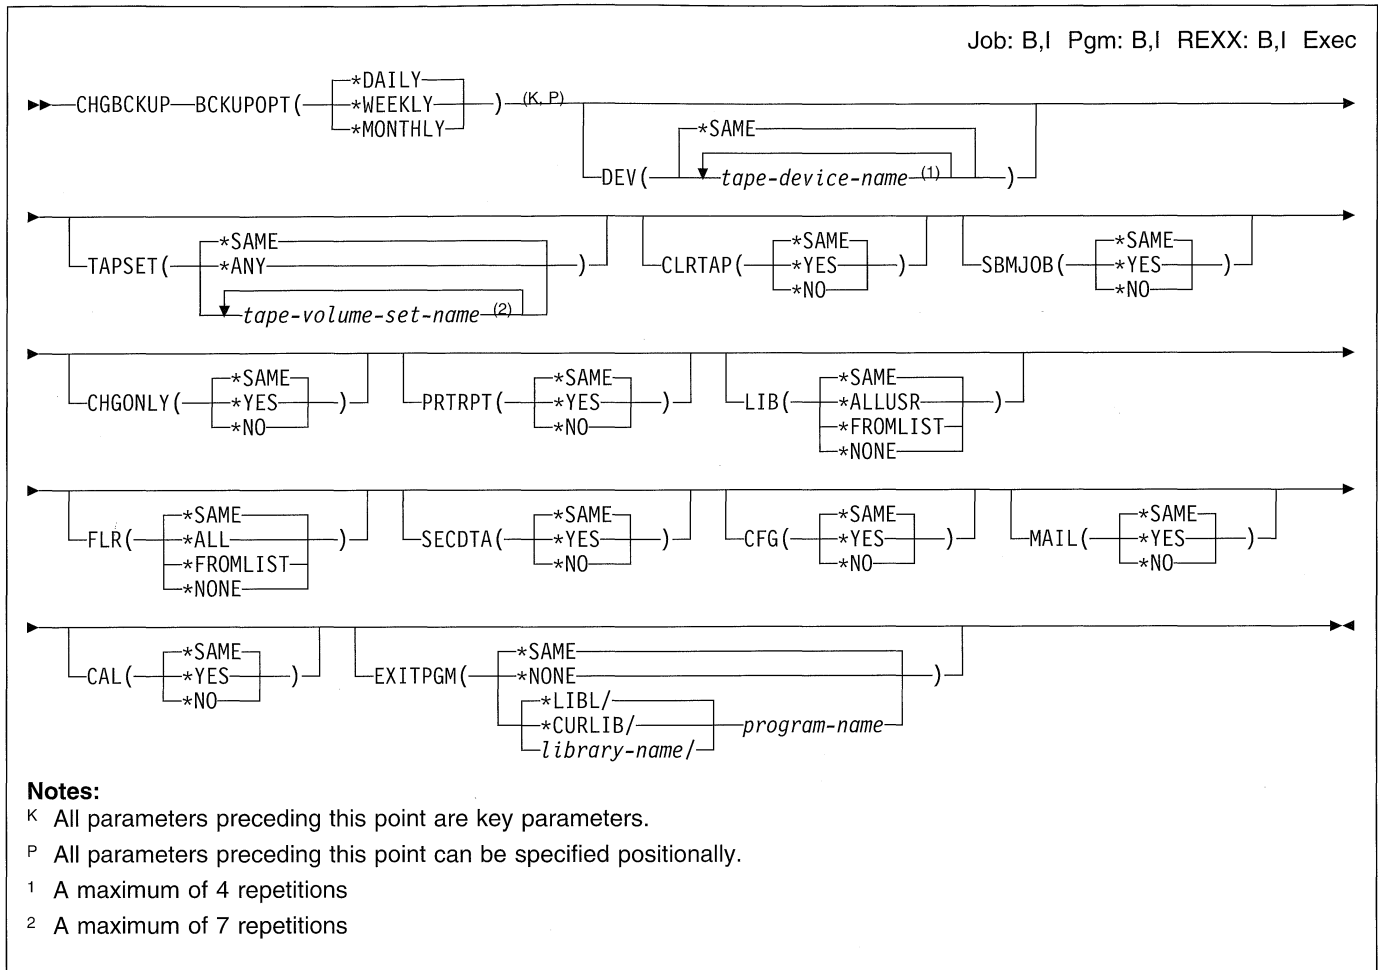 Job: B,I Pgm: B,I REXX: B,I Exec
*DAILY
CHGBCKUP BCKUPOPT( *WEEKLY ) (K, P)
*MONTHLY
*SAME
DEV( tape-device-name (1) )
*SAME
TAPSET( *ANY )
tape-volume-set-name (2)
*SAME
CLRTAP( *YES )
*NO
*SAME
SBMJOB( *YES )
*NO
*SAME
CHGONLY( *YES )
*NO
*SAME
PRTRPT( *YES )
*NO
*SAME
LIB( *ALLUSR )
*FROMLIST
*NONE
*SAME
FLR( *ALL )
*FROMLIST
*NONE
*SAME
SECDTA( *YES )
*NO
*SAME
CFG( *YES )
*NO
*SAME
MAIL( *YES )
*NO
*SAME
CAL( *YES )
*NO
*SAME
EXITPGM( *NONE )
*LIBL/
*CURLIB/ program-name
library-name/
Notes:
K All parameters preceding this point are key parameters.
P All parameters preceding this point can be specified positionally.
1 A maximum of 4 repetitions
2 A maximum of 7 repetitions